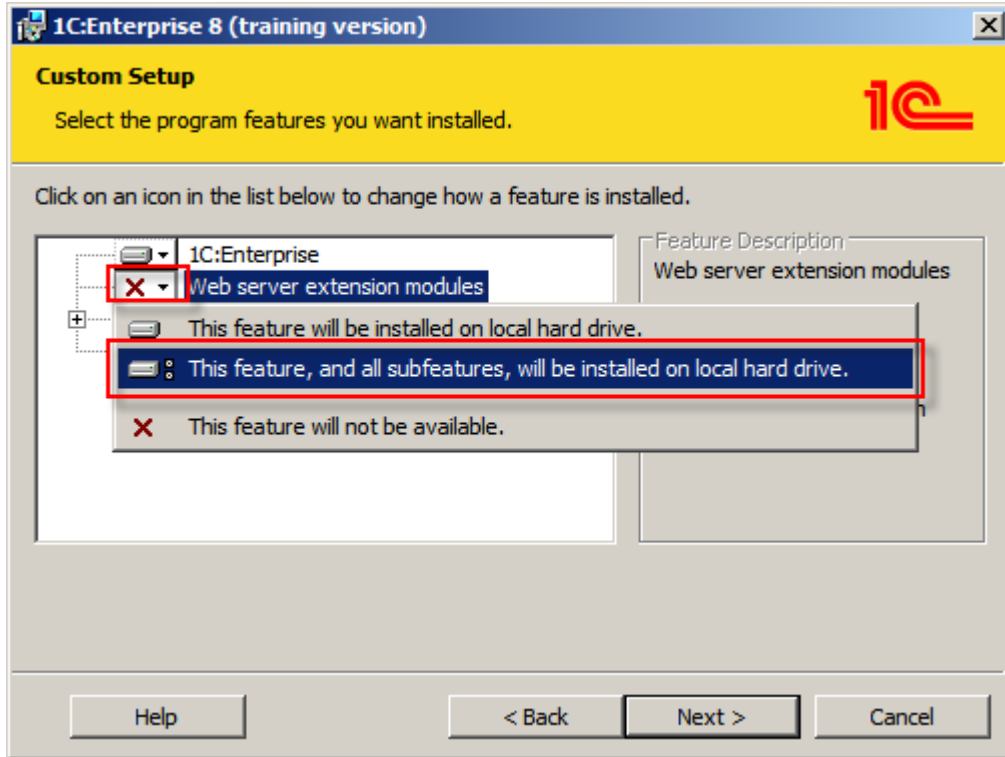 1C:Enterprise 8 (training version)
Custom Setup
Select the program features you want installed.
1C
Click on an icon in the list below to change how a feature is installed.
1C:Enterprise
Web server extension modules
Feature Description
Web server extension modules
This feature will be installed on local hard drive.
This feature, and all subfeatures, will be installed on local hard drive.
This feature will not be available.
Help
< Back
Next >
Cancel